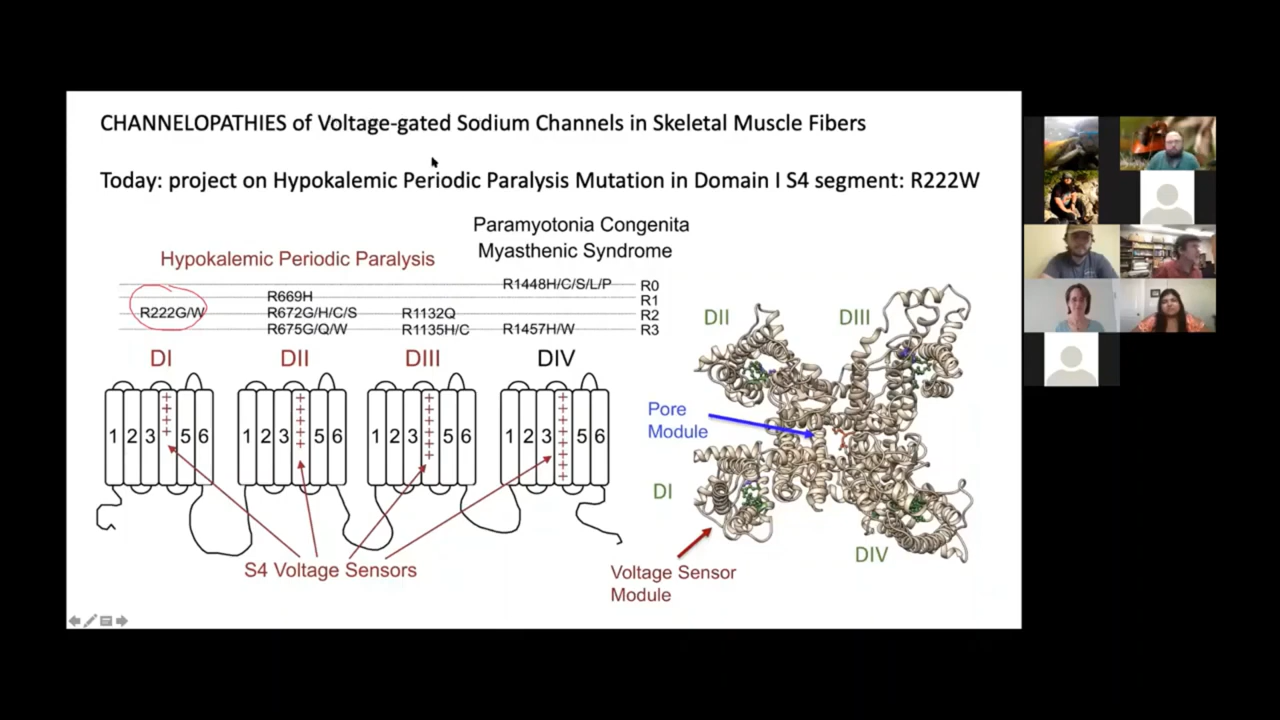 CHANNELOPATHIES of Voltage-gated Sodium Channels in Skeletal Muscle Fibers
Today: project on Hypokalemic Periodic Paralysis Mutation in Domain I S4 segment: R222W
Paramyotonia Congenita
Myasthenic Syndrome
Hypokalemic Periodic Paralysis
R1448H/C/S/L/P R0
R669H R1
R222G/W R672G/H/C/S R1132Q R2
R675G/Q/W R1135H/C R1457H/W R3
DI DII DIII DIV
1 2 3 5 6 1 2 3 5 6 1 2 3 5 6 1 2 3 5 6
+ + + +
+ + + + +
+ + + + + +
+ + + + + + + +
S4 Voltage Sensors
DII DIII
Pore
Module
DI
DIV
Voltage Sensor
Module